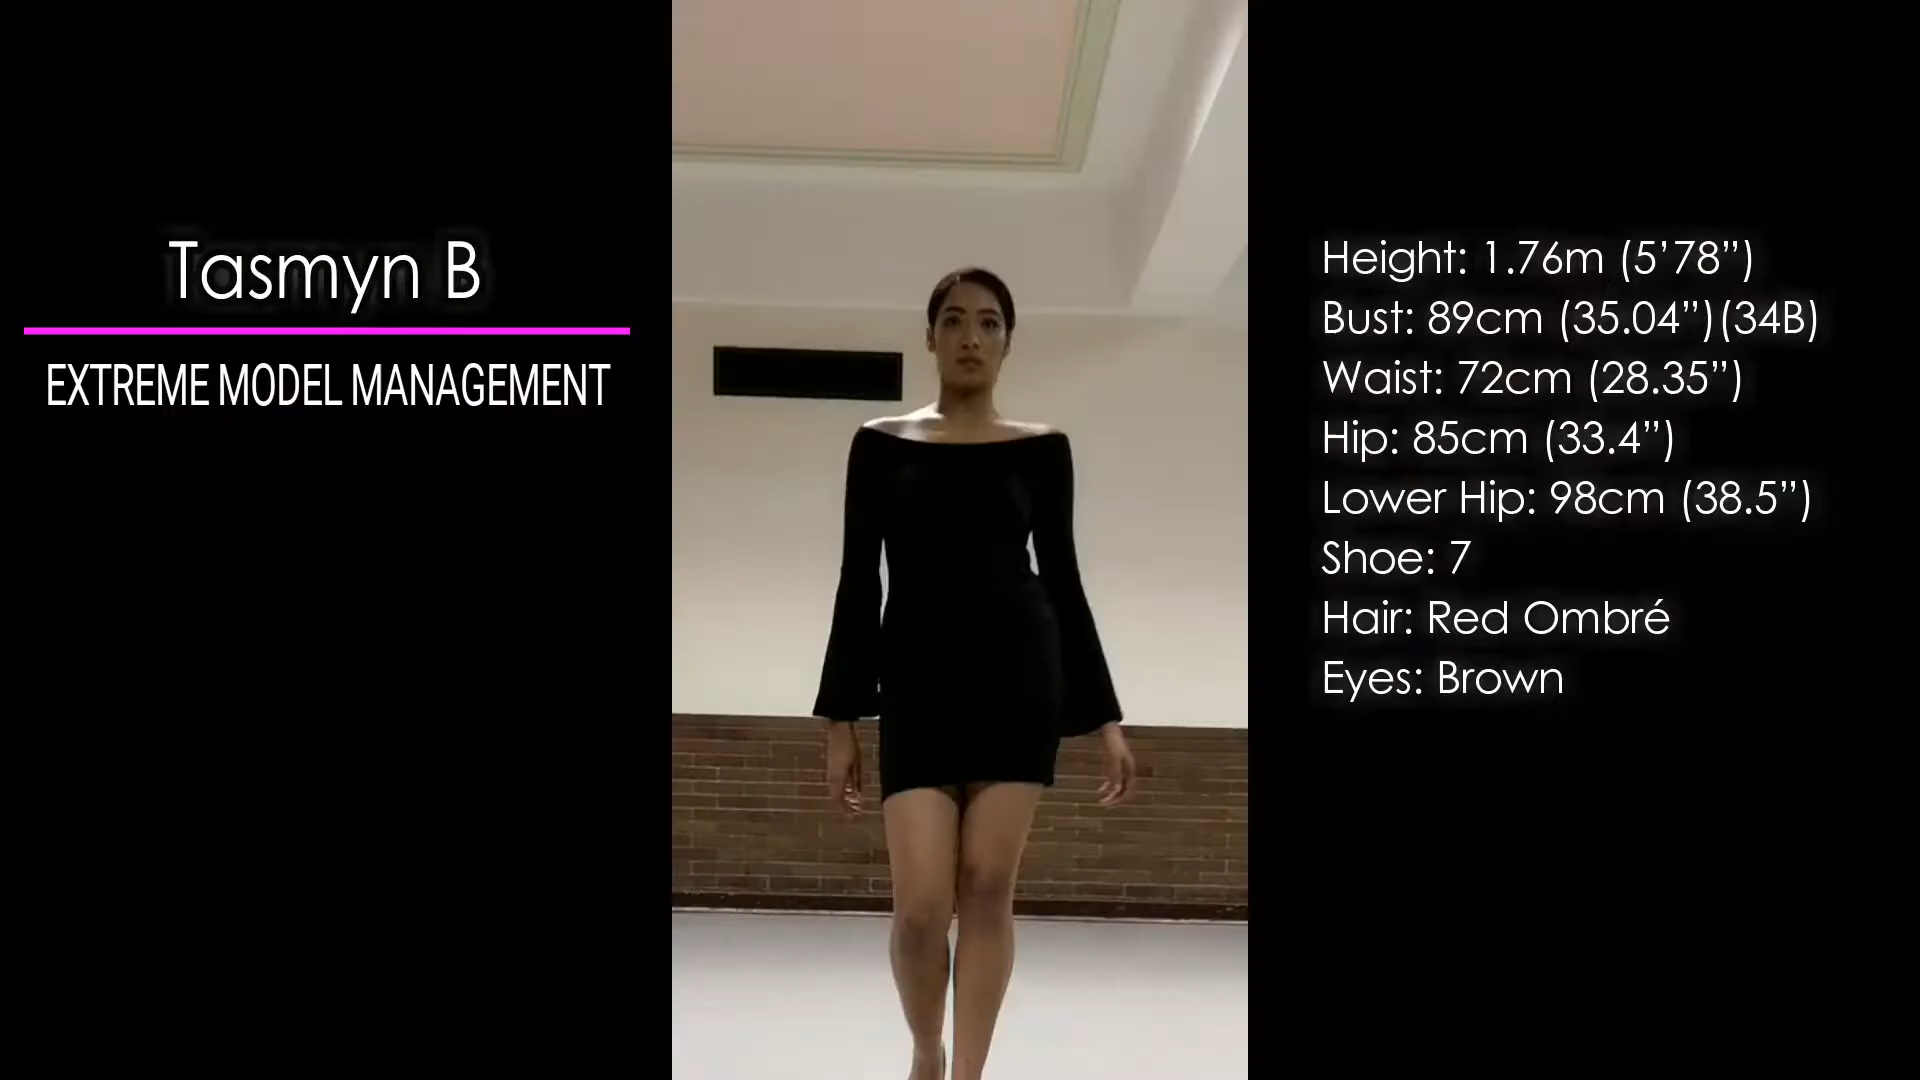 Tasmyn B
EXTREME MODEL MANAGEMENT
Height: 1.76m (5’78”)
Bust: 89cm (35.04”)(34B)
Waist: 72cm (28.35”)
Hip: 85cm (33.4”)
Lower Hip: 98cm (38.5”)
Shoe: 7
Hair: Red Ombré
Eyes: Brown